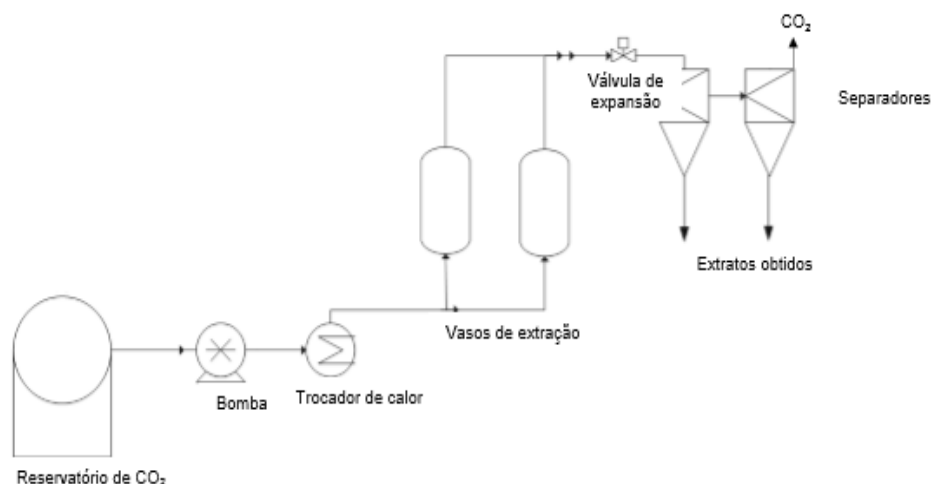 CO₂
Válvula de
expansão
Separadores
Extratos obtidos
Vasos de extração
Bomba
Trocador de calor
Reservatório de CO₂